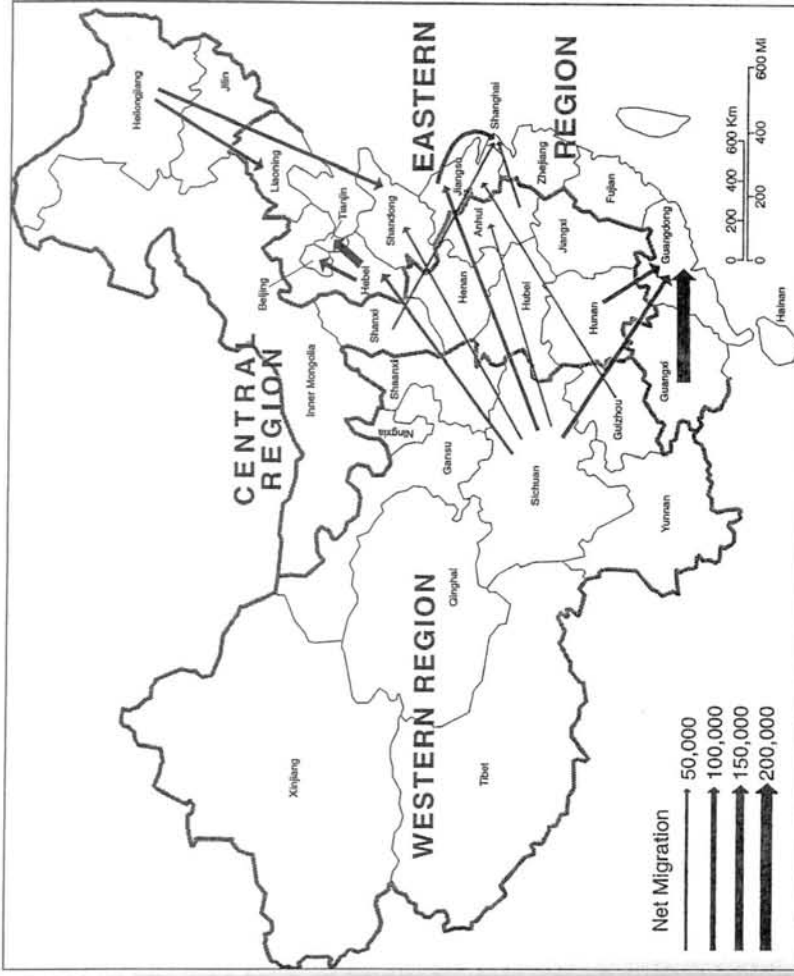 Heilongjiang
Jilin
Liaoning
Inner Mongolia
Beijing
Tianjin
Hebei
Shanxi
Shandong
Shaanxi
Ningxia
Gansu
Henan
Jiangsu
Anhui
Shanghai
Hubei
Zhejiang
Jiangxi
Fujian
Hunan
Guangdong
Guangxi
Hainan
Guizhou
Sichuan
Yunnan
Qinghai
Xinjiang
Tibet
CENTRAL
REGION
EASTERN
REGION
WESTERN REGION
Net Migration
50,000
100,000
150,000
200,000
0 200 400 600 Km
0 200 400 600 Mi